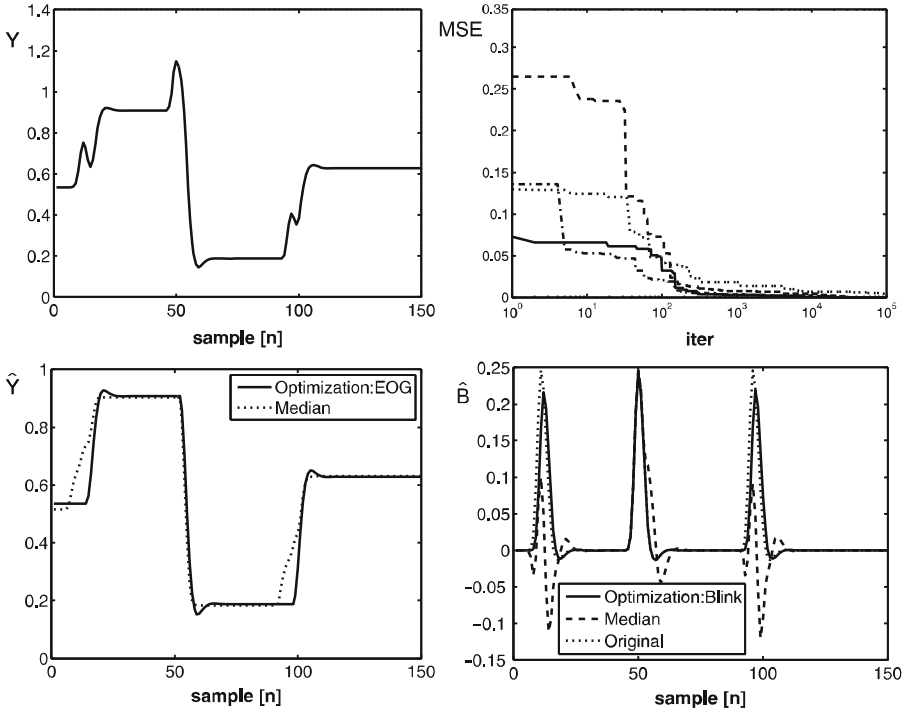 Y
1.4
1.2
1
0.8
0.6
0.4
0.2
0
0 50 100 150
sample [n]
MSE
0.35
0.3
0.25
0.2
0.15
0.1
0.05
0
10^0 10^1 10^2 10^3 10^4 10^5
iter
Ŷ
1
0.8
0.6
0.4
0.2
0
Optimization:EOG
Median
0 50 100 150
sample [n]
B̂
0.25
0.2
0.15
0.1
0.05
0
−0.05
−0.1
−0.15
Optimization:Blink
Median
Original
0 50 100 150
sample [n]